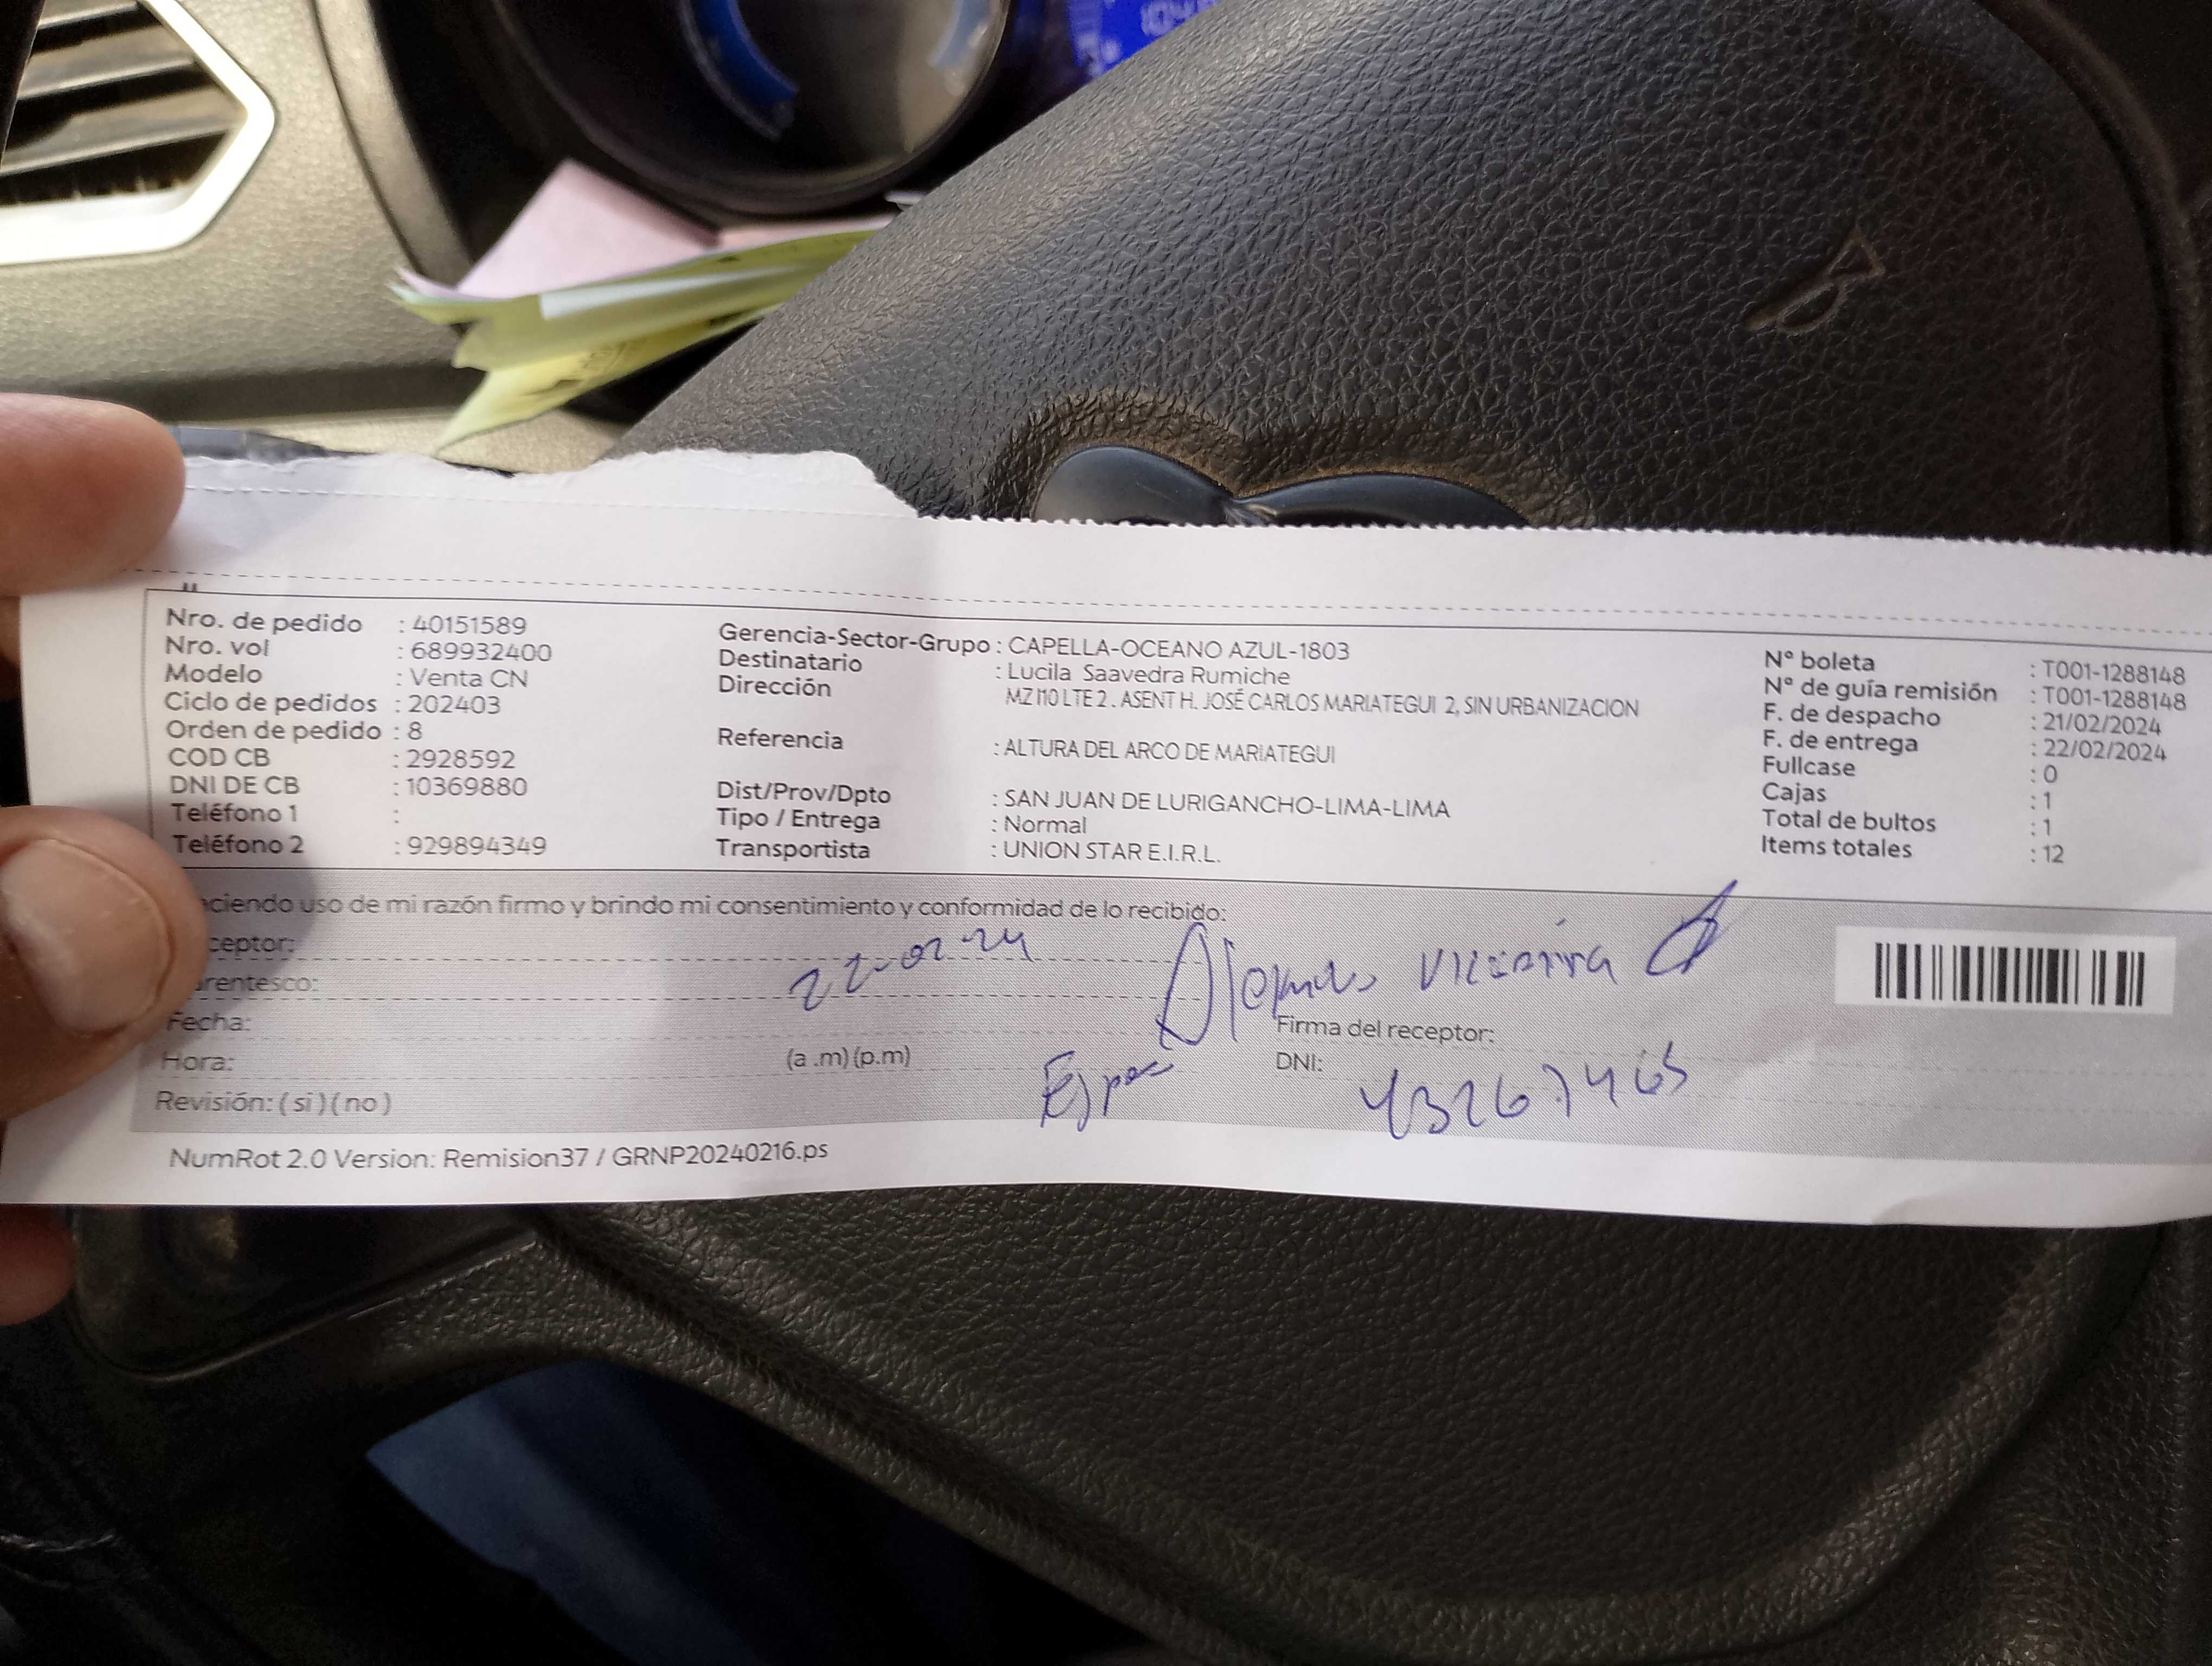 Nro. de pedido : 40151589
Nro. vol : 689932400
Modelo : Venta CN
Ciclo de pedidos : 202403
Orden de pedido : 8
COD CB : 2928592
DNI DE CB : 10369880
Teléfono 1 :
Teléfono 2 : 929894349
Gerencia-Sector-Grupo : CAPELLA-OCEANO AZUL-1803
Destinatario : Lucila Saavedra Rumiche
Dirección MZ I10 LTE 2 . ASENT H. JOSÉ CARLOS MARIATEGUI 2, SIN URBANIZACION
Referencia : ALTURA DEL ARCO DE MARIATEGUI
Dist/Prov/Dpto : SAN JUAN DE LURIGANCHO-LIMA-LIMA
Tipo / Entrega : Normal
Transportista : UNION STAR E.I.R.L.
N° boleta : T001-1288148
N° de guía remisión : T001-1288148
F. de despacho : 21/02/2024
F. de entrega : 22/02/2024
Fullcase : 0
Cajas : 1
Total de bultos : 1
Items totales : 12
ciendo uso de mi razón firmo y brindo mi consentimiento y conformidad de lo recibido:
ceptor:
rentesco:
22-02-24
Fecha:
Firma del receptor:
Hora: (a .m) (p.m)
DNI: 43267465
Revisión: ( si ) ( no )
NumRot 2.0 Version: Remision37 / GRNP20240216.ps